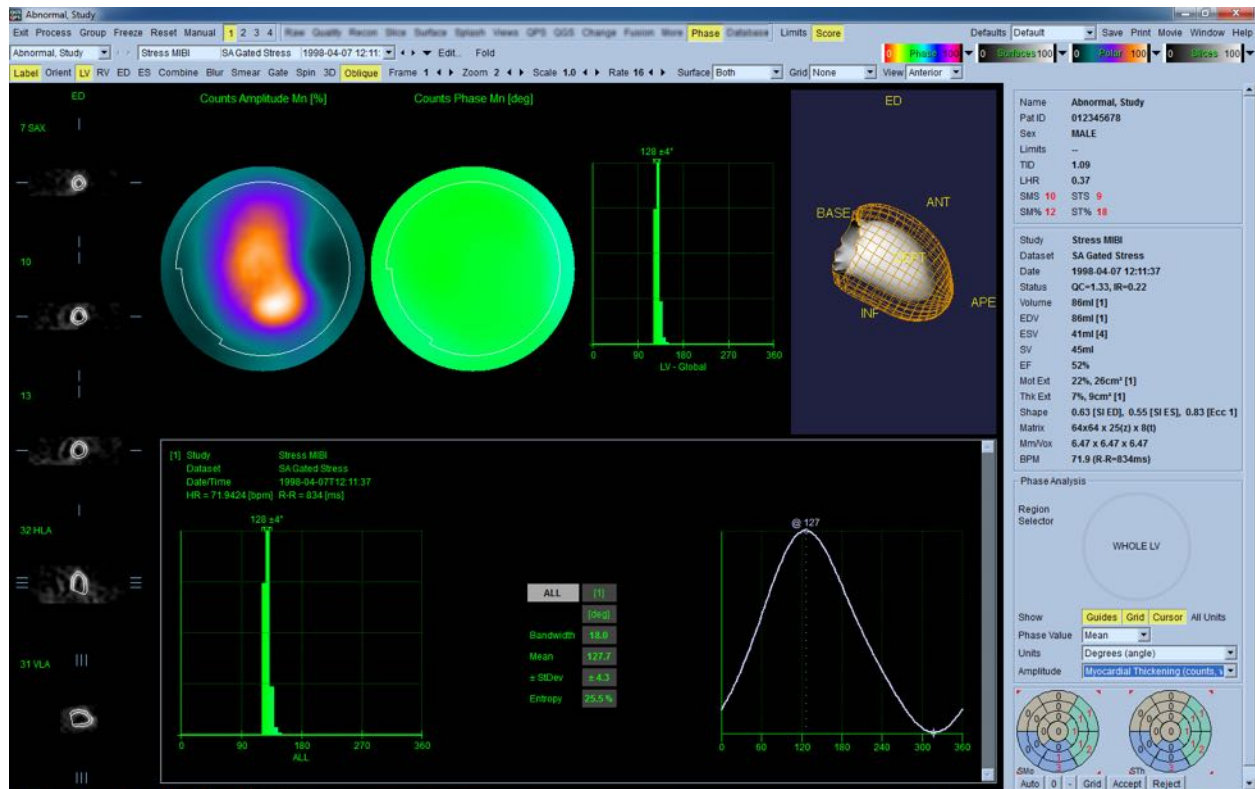 Abnormal, Study
Exit Process Group Freeze Reset Manual 1 2 3 4 Raw Quality Recon Slice Surface Splash Views QPS QGS Change Fusion More Phase Database Limits Score Defaults Default Save Print Movie Window Help
Abnormal, Study Stress MIBI SA Gated Stress 1998-04-07 12:11: Edit... Fold 0 Phase 100 0 Surfaces 100 0 Polar 100 0 Slices 100
Label Orient LV RV ED ES Combine Blur Smear Gate Spin 3D Oblique Frame 1 Zoom 2 Scale 1.0 Rate 16 Surface Both Grid None View Anterior
ED
7 SAX
10
13
32 HLA
31 VLA
Counts Amplitude Mn [%]
Counts Phase Mn [deg]
128 ±4°
0 90 180 270 360
LV - Global
ED
BASE
ANT
SEPT
INF
APE
[1] Study Stress MIBI
Dataset SA Gated Stress
Date/Time 1998-04-07T12:11:37
HR = 71.9424 [bpm] R-R = 834 [ms]
128 ±4°
0 90 180 270 360
ALL
ALL [1]
[deg]
Bandwidth 18.0
Mean 127.7
± StDev ± 4.3
Entropy 25.5 %
@ 127
0 60 120 180 240 300 360
Name Abnormal, Study
Pat ID 012345678
Sex MALE
Limits --
TID 1.09
LHR 0.37
SMS 10 STS 9
SM% 12 ST% 18
Study Stress MIBI
Dataset SA Gated Stress
Date 1998-04-07 12:11:37
Status QC=1.33, IR=0.22
Volume 86ml [1]
EDV 86ml [1]
ESV 41ml [4]
SV 45ml
EF 52%
Mot Ext 22%, 26cm² [1]
Thk Ext 7%, 9cm² [1]
Shape 0.63 [SI ED], 0.55 [SI ES], 0.83 [Ecc 1]
Matrix 64x64 x 25(z) x 8(t)
Mm/Vox 6.47 x 6.47 x 6.47
BPM 71.9 (R-R=834ms)
Phase Analysis
Region
Selector
WHOLE LV
Show Guides Grid Cursor All Units
Phase Value Mean
Units Degrees (angle)
Amplitude Myocardial Thickening (counts, v
SMo STh
Auto 0 - Grid Accept Reject